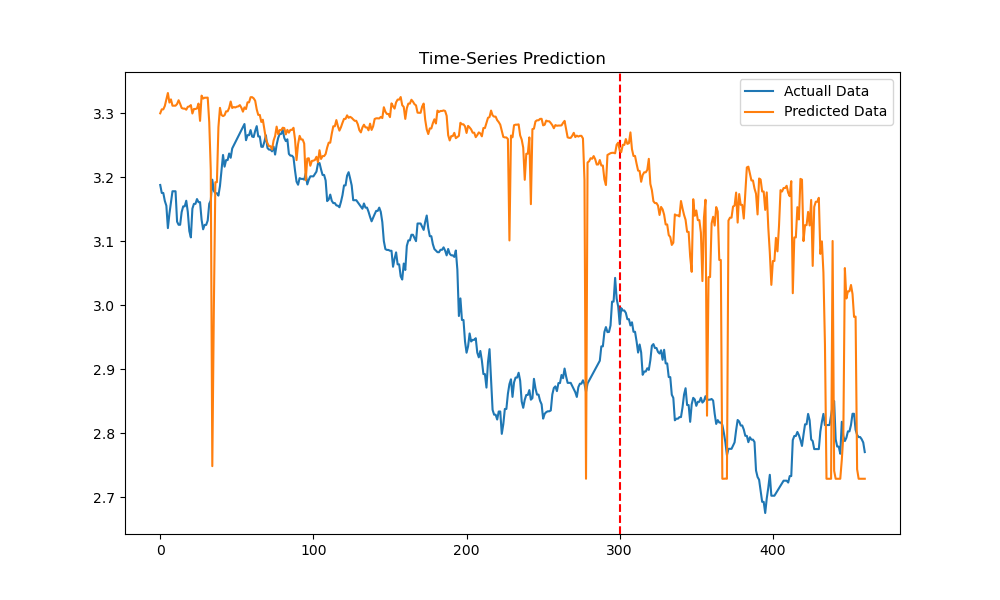 Time-Series Prediction
Actuall Data
Predicted Data
3.3
3.2
3.1
3.0
2.9
2.8
2.7
0 100 200 300 400